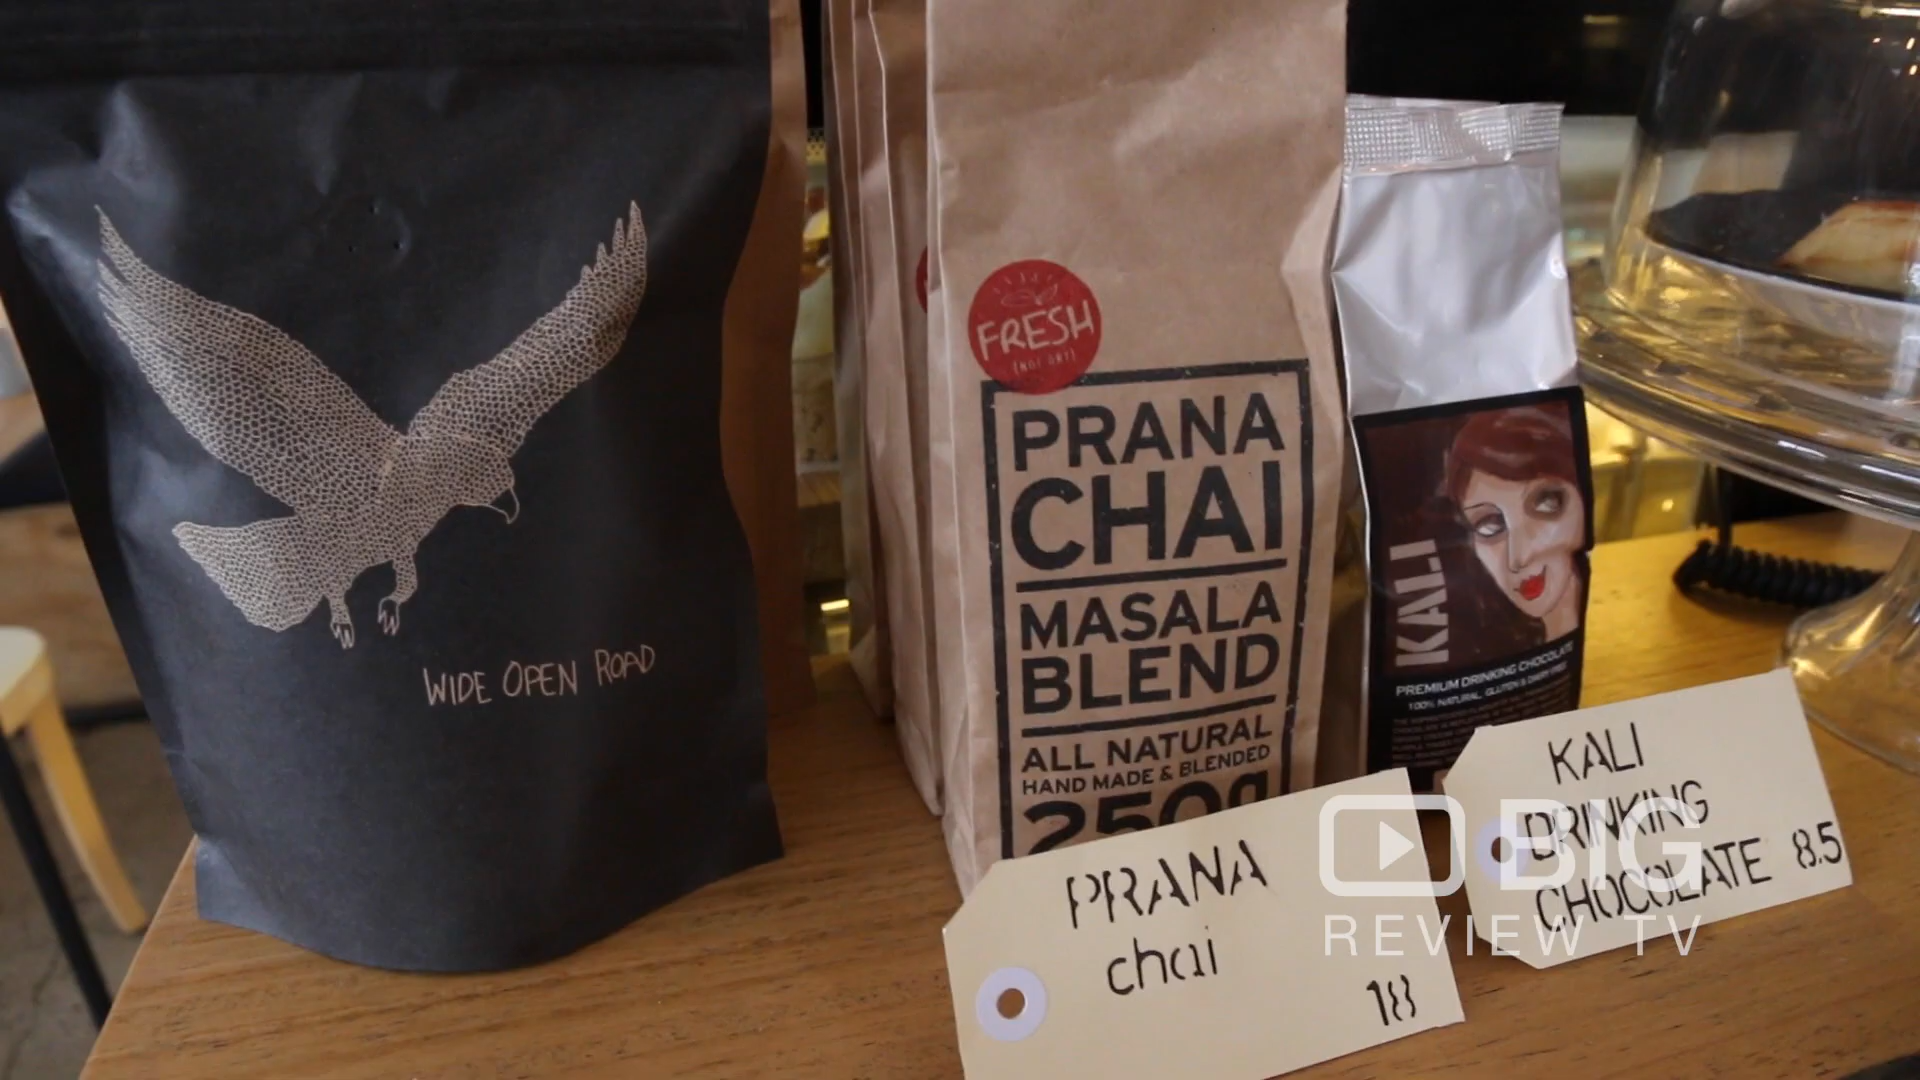 WIDE OPEN ROAD
FRESH
PRANA
CHAI
MASALA
BLEND
ALL NATURAL
HAND MADE & BLENDED
250g
KALI
PREMIUM DRINKING CHOCOLATE
100% NATURAL, GLUTEN & DAIRY FREE
PRANA
chai
18
KALI
DRINKING
CHOCOLATE 8.5
BIG
REVIEW TV